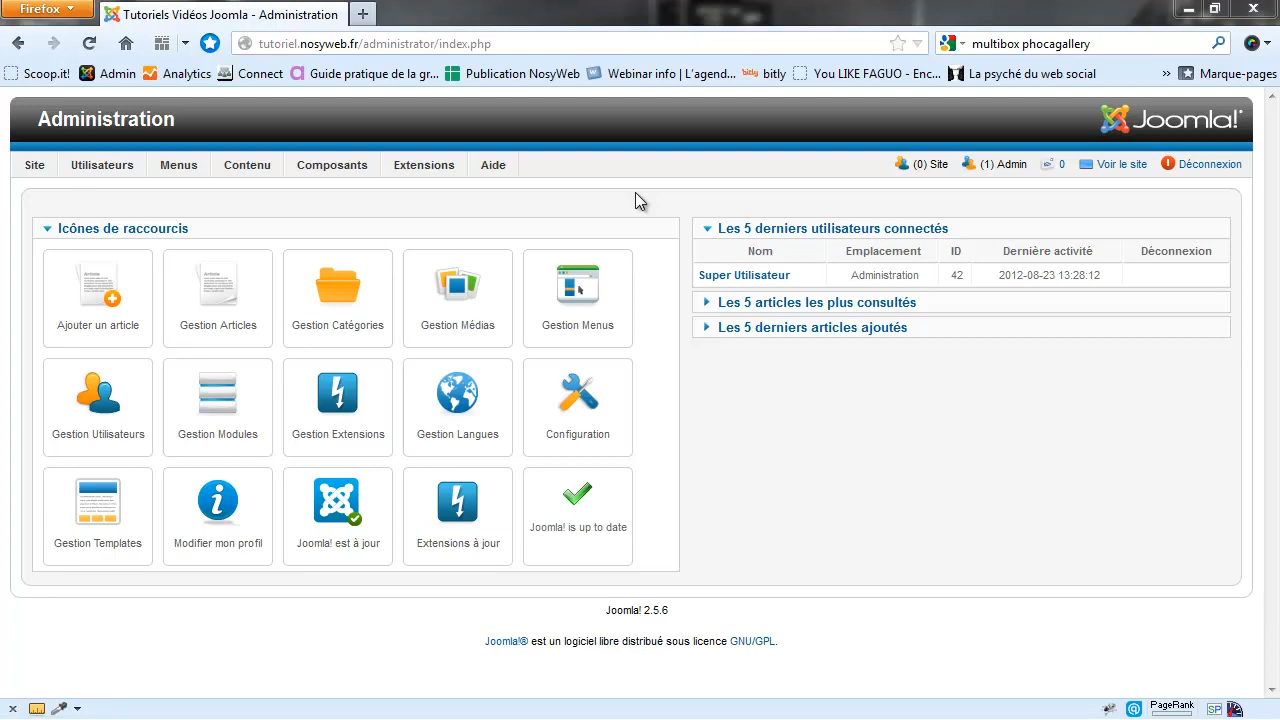 Firefox
Tutoriels Vidéos Joomla - Administration
tutoriel.nosyweb.fr/administrator/index.php
multibox phocagallery
Scoop.it!
Admin
Analytics
Connect
Guide pratique de la gr...
Publication NosyWeb
Webinar info | L'agend...
bitly
bitly
You LIKE FAGUO - Enc...
La psyché du web social
»
Marque-pages
Administration
Joomla!
Site
Utilisateurs
Menus
Contenu
Composants
Extensions
Aide
(0) Site
(1) Admin
0
Voir le site
Déconnexion
Icônes de raccourcis
Ajouter un article
Gestion Articles
Gestion Catégories
Gestion Médias
Gestion Menus
Gestion Utilisateurs
Gestion Modules
Gestion Extensions
Gestion Langues
Configuration
Gestion Templates
Modifier mon profil
Joomla! est à jour
Extensions à jour
Joomla! is up to date
Les 5 derniers utilisateurs connectés
Nom Emplacement ID Dernière activité Déconnexion
Super Utilisateur Administration 42 2012-08-23 13:28:12
Les 5 articles les plus consultés
Les 5 derniers articles ajoutés
Joomla! 2.5.6
Joomla!® est un logiciel libre distribué sous licence GNU/GPL.
PageRank
SP